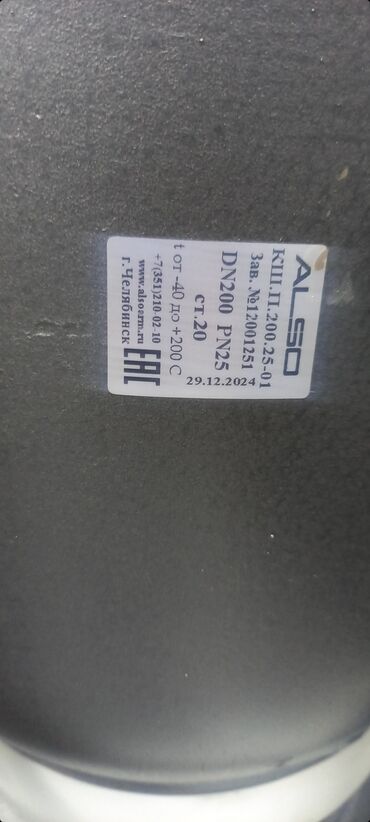 ALSO
КШ.П.200.25-01
Зав. №12001251
DN200 PN25
ст.20
t от -40 до +200 С
+7(351)210-02-10
www.alsoarm.ru
г.Челябинск
EAC
29.12.2024